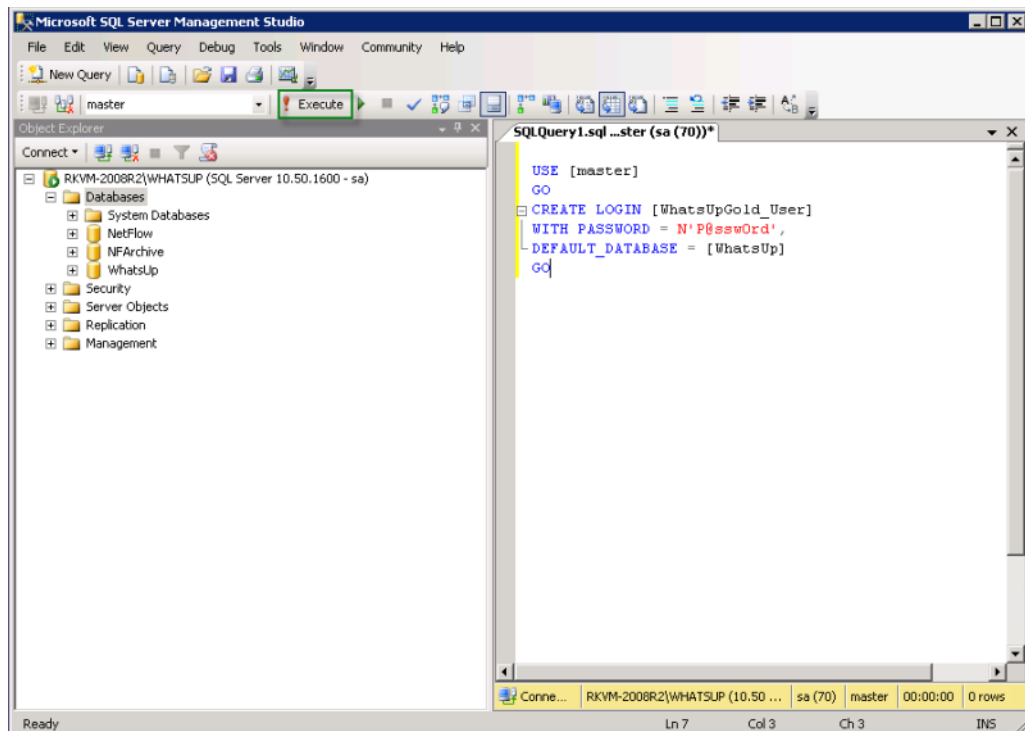 Microsoft SQL Server Management Studio
File Edit View Query Debug Tools Window Community Help
New Query
master Execute
Object Explorer
Connect
RKVM-2008R2\WHATSUP (SQL Server 10.50.1600 - sa)
Databases
System Databases
NetFlow
NFArchive
WhatsUp
Security
Server Objects
Replication
Management
SQLQuery1.sql ...ster (sa (70))*
USE [master]
GO
CREATE LOGIN [WhatsUpGold_User]
WITH PASSWORD = N'P@ssw0rd',
DEFAULT_DATABASE = [WhatsUp]
GO
Conne... RKVM-2008R2\WHATSUP (10.50 ... sa (70) master 00:00:00 0 rows
Ready Ln 7 Col 3 Ch 3 INS